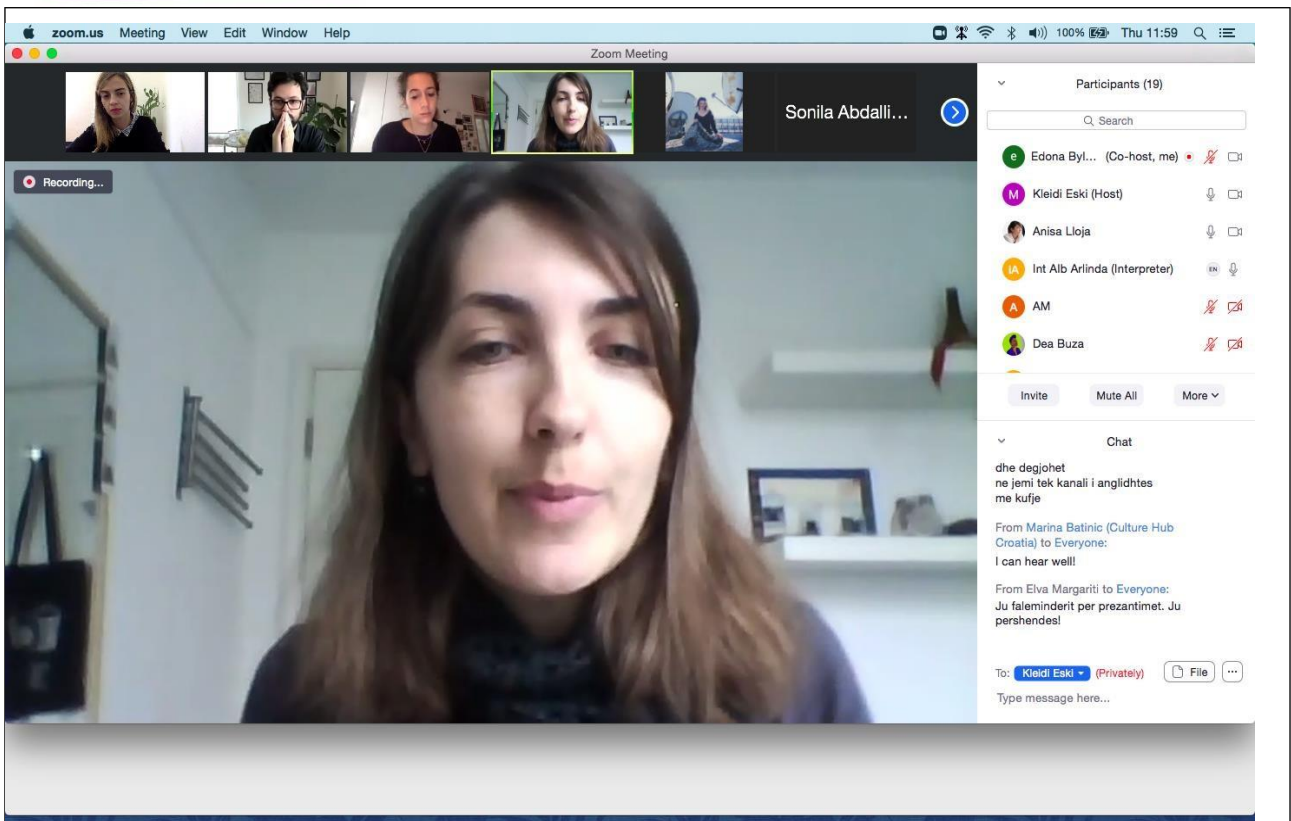 zoom.us Meeting View Edit Window Help 100% Thu 11:59
Zoom Meeting
Sonila Abdalli...
Recording...
Participants (19)
Search
e Edona Byl... (Co-host, me)
M Kleidi Eski (Host)
Anisa Lloja
IA Int Alb Arlinda (Interpreter) EN
A AM
Dea Buza
Invite Mute All More
Chat
dhe degjohet
ne jemi tek kanali i anglidhtes
me kufje
From Marina Batinic (Culture Hub
Croatia) to Everyone:
I can hear well!
From Elva Margariti to Everyone:
Ju faleminderit per prezantimet. Ju
pershendes!
To: Kleidi Eski (Privately) File ...
Type message here...